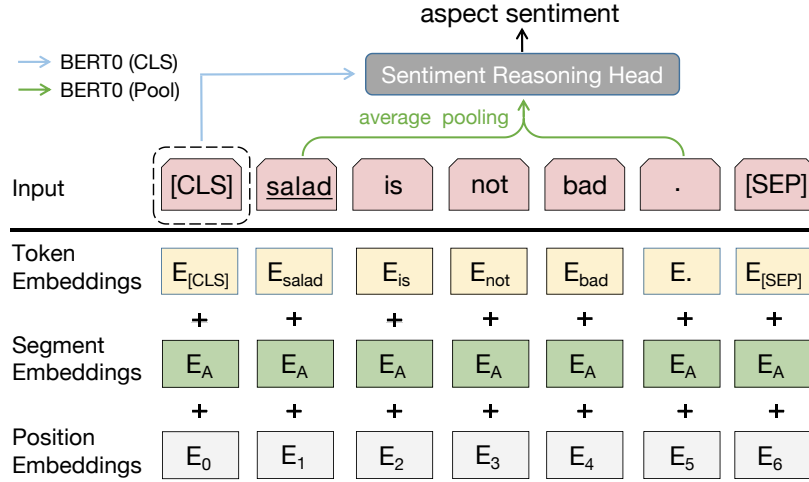 aspect sentiment
BERT0 (CLS)
BERT0 (Pool)
Sentiment Reasoning Head
average pooling
Input [CLS] salad is not bad . [SEP]
Token Embeddings E[CLS] Esalad Eis Enot Ebad E. E[SEP]
+ + + + + + +
Segment Embeddings EA EA EA EA EA EA EA
+ + + + + + +
Position Embeddings E0 E1 E2 E3 E4 E5 E6